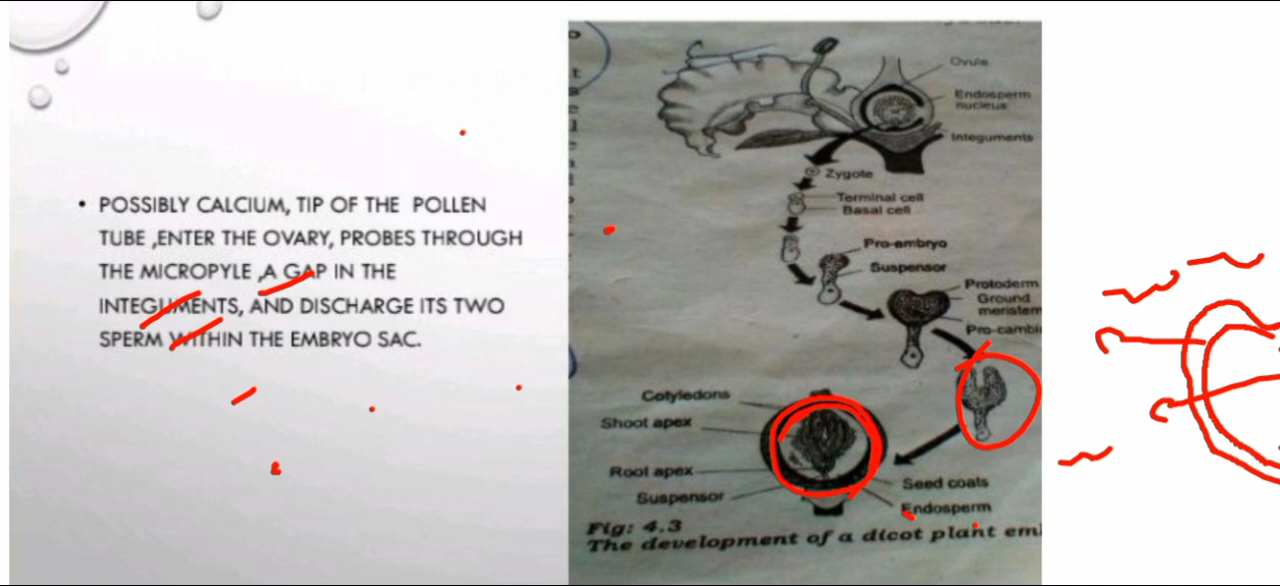 • POSSIBLY CALCIUM, TIP OF THE POLLEN
TUBE ,ENTER THE OVARY, PROBES THROUGH
THE MICROPYLE ,A GAP IN THE
INTEGUMENTS, AND DISCHARGE ITS TWO
SPERM WITHIN THE EMBRYO SAC.
Ovule
Endosperm
nucleus
Integuments
Zygote
Terminal cell
Basal cell
Pro-ambryo
Suspensor
Protoderm
Ground
meristem
Pro-cambi
Cotyledons
Shoot apex
Root apex
Suspensor
Seed coats
Endosperm
Fig: 4.3
The development of a dicot plant em